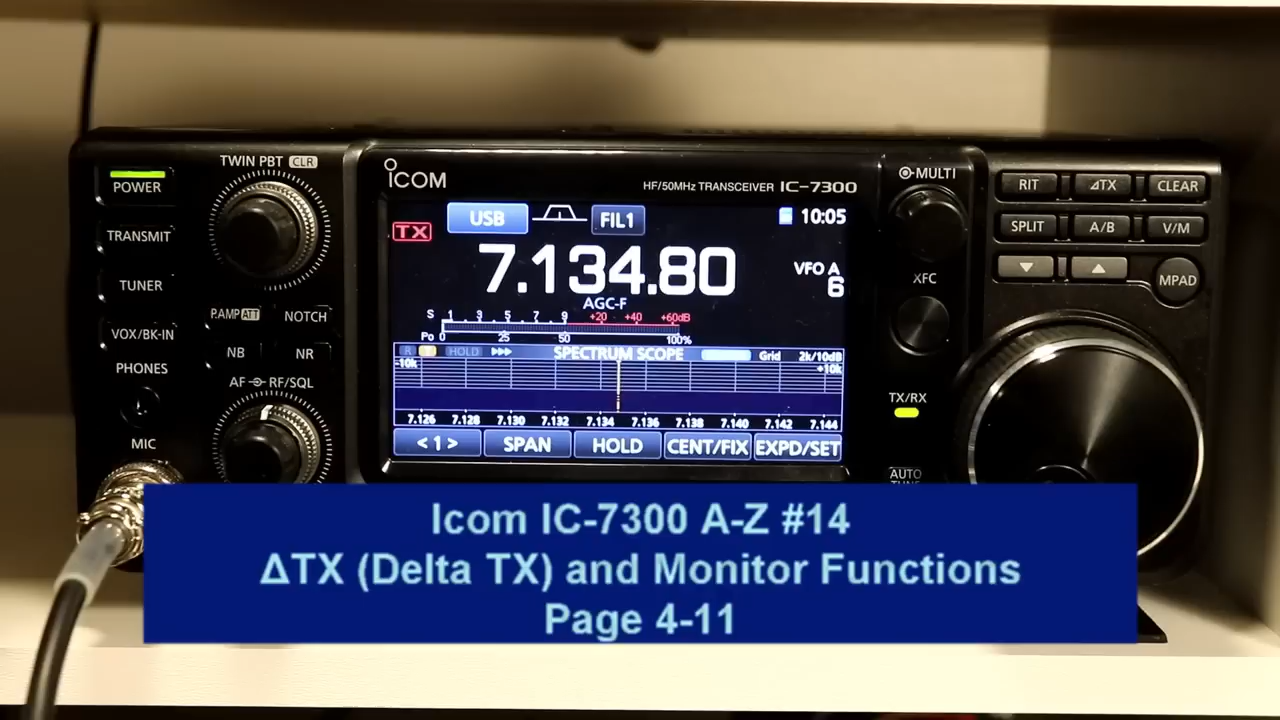 TWIN PBT CLR
POWER
TRANSMIT
TUNER
VOX/BK-IN
PHONES
MIC
P.AMP ATT
NOTCH
NB
NR
AF RF/SQL
ICOM
HF/50MHz TRANSCEIVER IC-7300
TX
USB
FIL1
10:05
7.134.80
VFO A
6
AGC-F
S 1 3 5 7 9 +20 +40 +60dB
Po 0 25 50 100%
R T HOLD SPECTRUM SCOPE Grid 2k/10dB
-10k +10k
7.126 7.128 7.130 7.132 7.134 7.136 7.138 7.140 7.142 7.144
< 1 > SPAN HOLD CENT/FIX EXPD/SET
MULTI
XFC
TX/RX
AUTO
TUNE
RIT ΔTX CLEAR
SPLIT A/B V/M
▼ ▲ MPAD
Icom IC-7300 A-Z #14
ΔTX (Delta TX) and Monitor Functions
Page 4-11